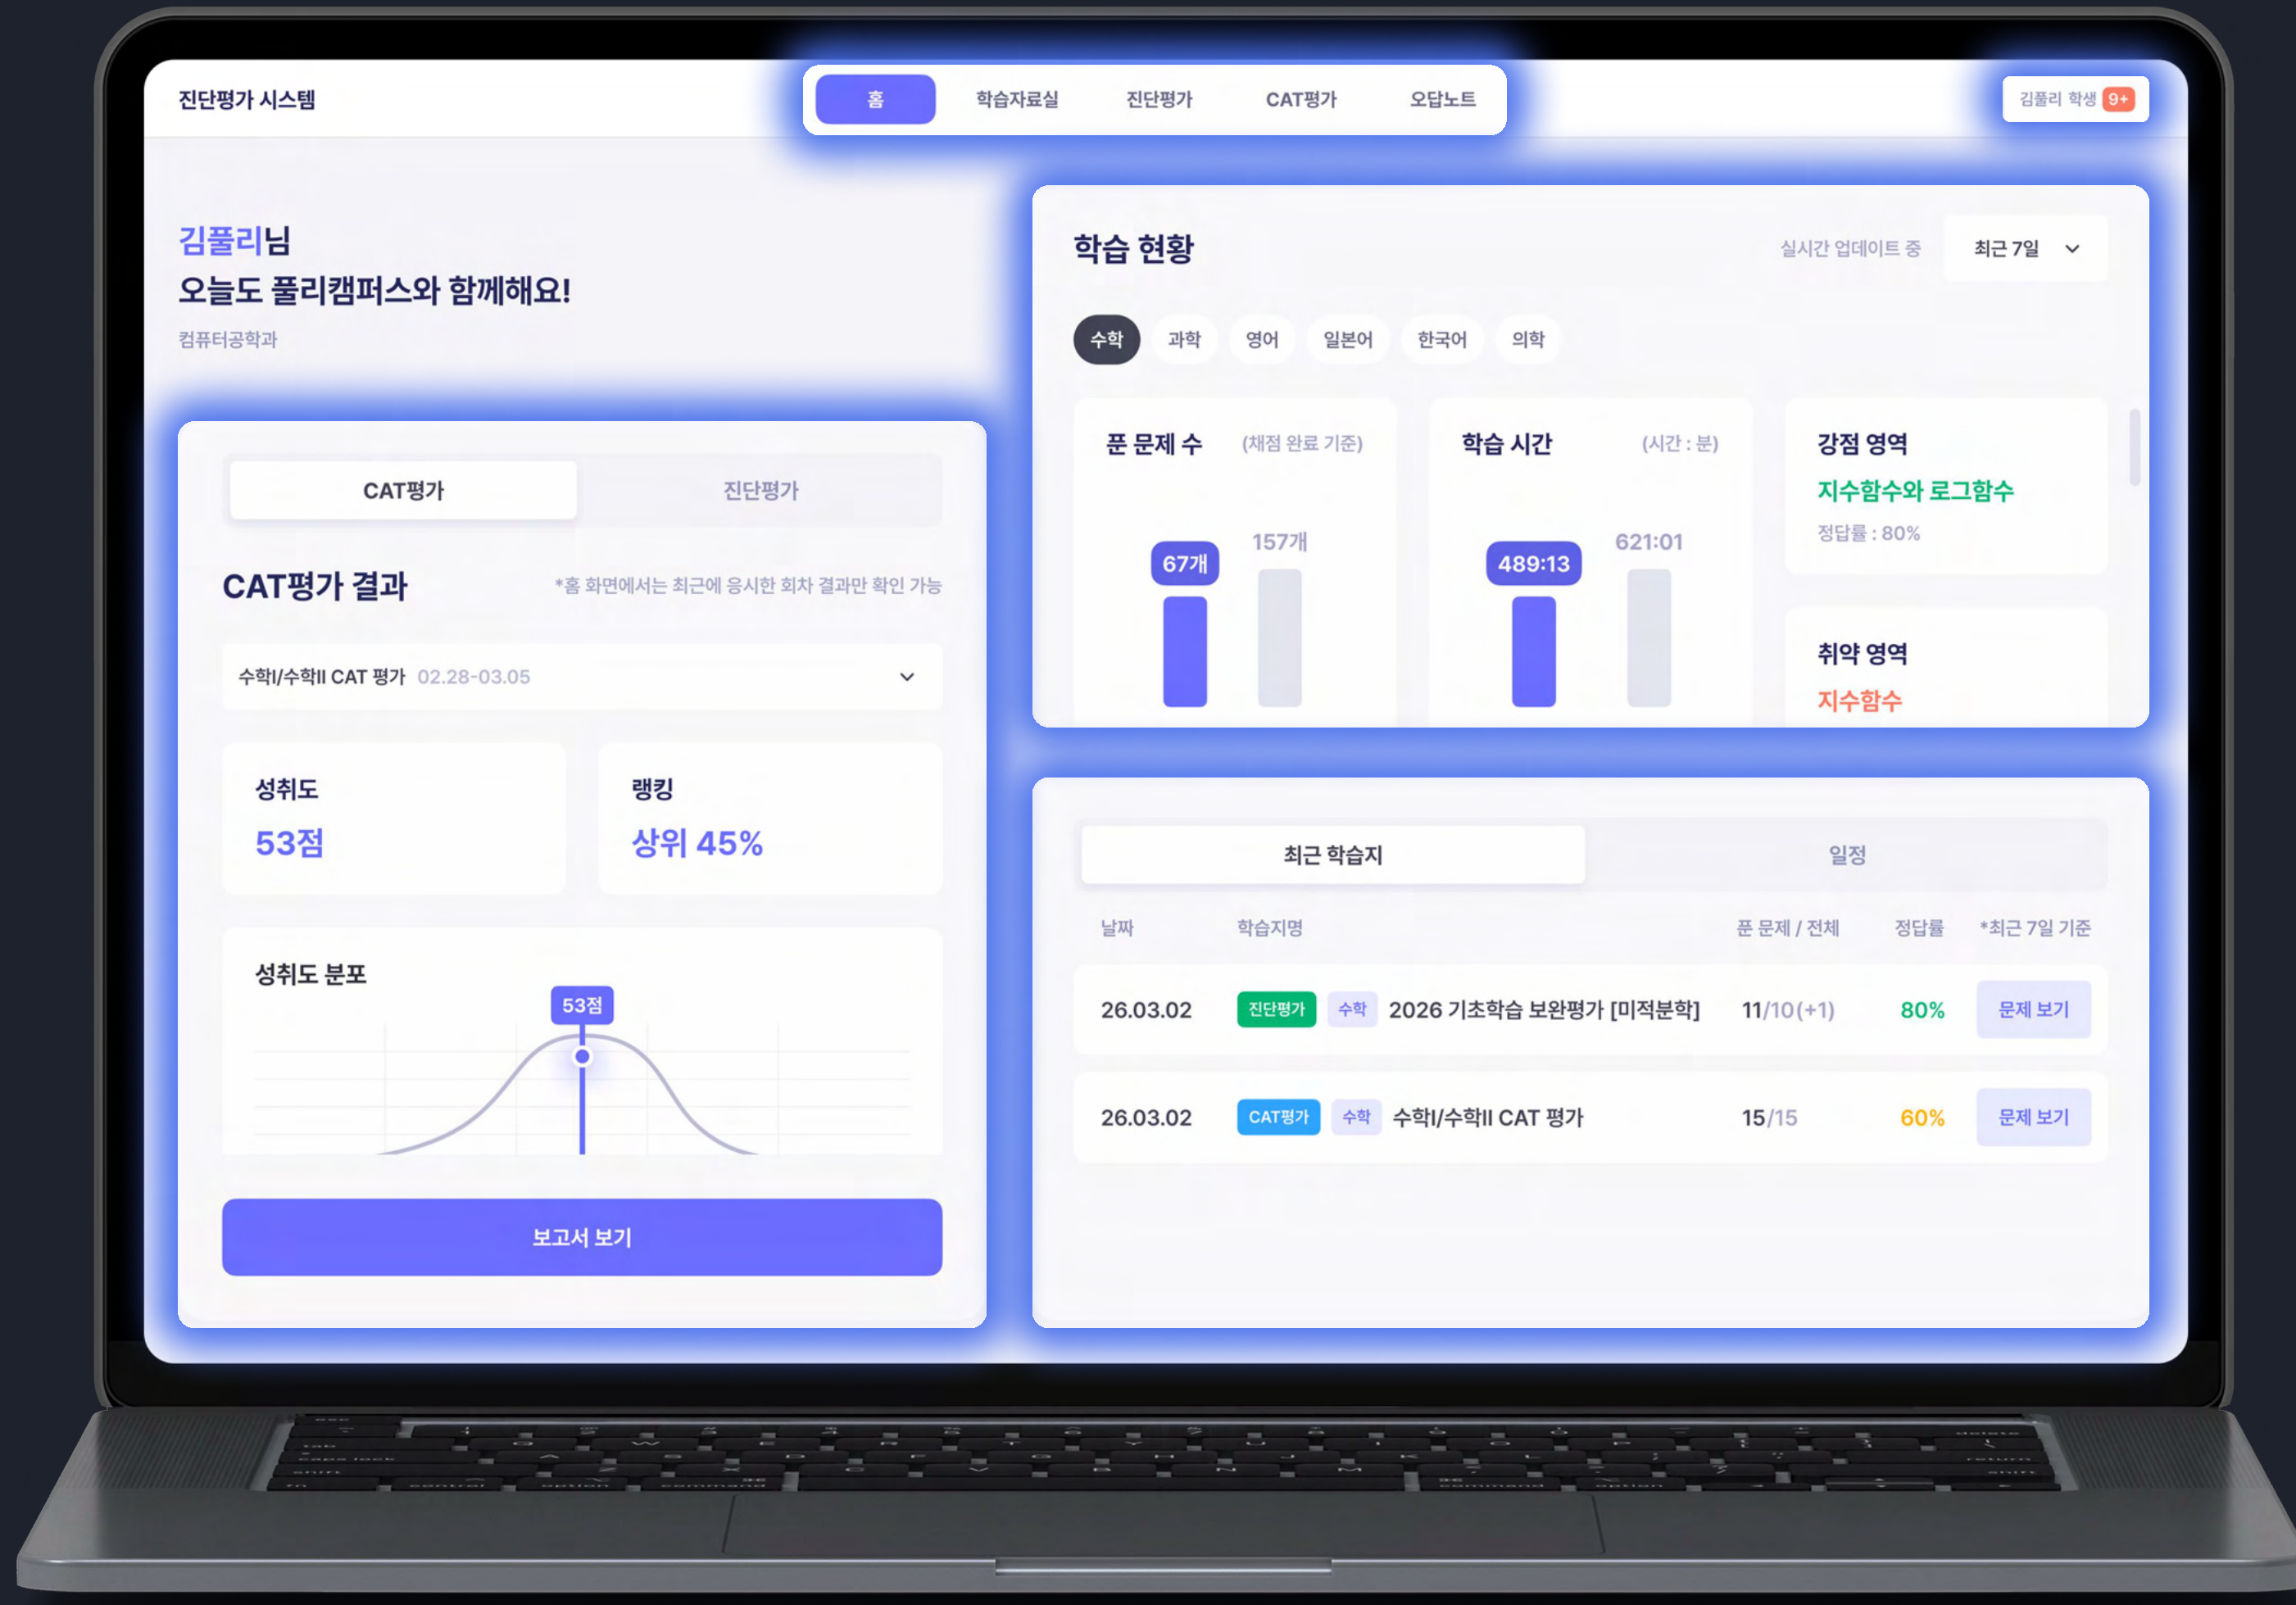 진단평가 시스템
홈 학습자료실 진단평가 CAT평가 오답노트
김풀리 학생 9+
김풀리님
오늘도 풀리캠퍼스와 함께해요!
컴퓨터공학과
CAT평가 진단평가
CAT평가 결과 *홈 화면에서는 최근에 응시한 회차 결과만 확인 가능
수학I/수학II CAT 평가 02.28-03.05
성취도
53점
랭킹
상위 45%
성취도 분포
53점
보고서 보기
학습 현황 실시간 업데이트 중 최근 7일
수학 과학 영어 일본어 한국어 의학
푼 문제 수 (채점 완료 기준)
67개 157개
학습 시간 (시간 : 분)
489:13 621:01
강점 영역
지수함수와 로그함수
정답률 : 80%
취약 영역
지수함수
최근 학습지 일정
날짜 학습지명 푼 문제 / 전체 정답률 *최근 7일 기준
26.03.02 진단평가 수학 2026 기초학습 보완평가 [미적분학] 11/10(+1) 80% 문제 보기
26.03.02 CAT평가 수학 수학I/수학II CAT 평가 15/15 60% 문제 보기
tab
caps lock
shift
fn control option command command option
delete
return
shift